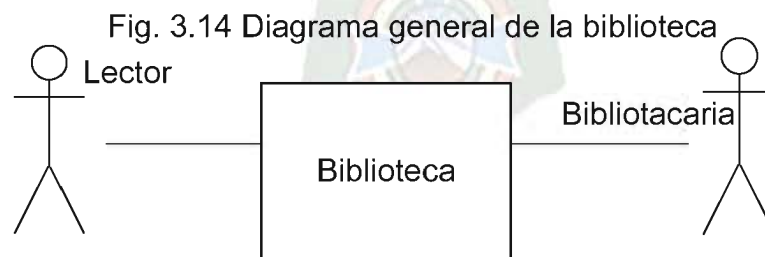 Fig. 3.14 Diagrama general de la biblioteca
Lector
Bibliotacaria
Biblioteca